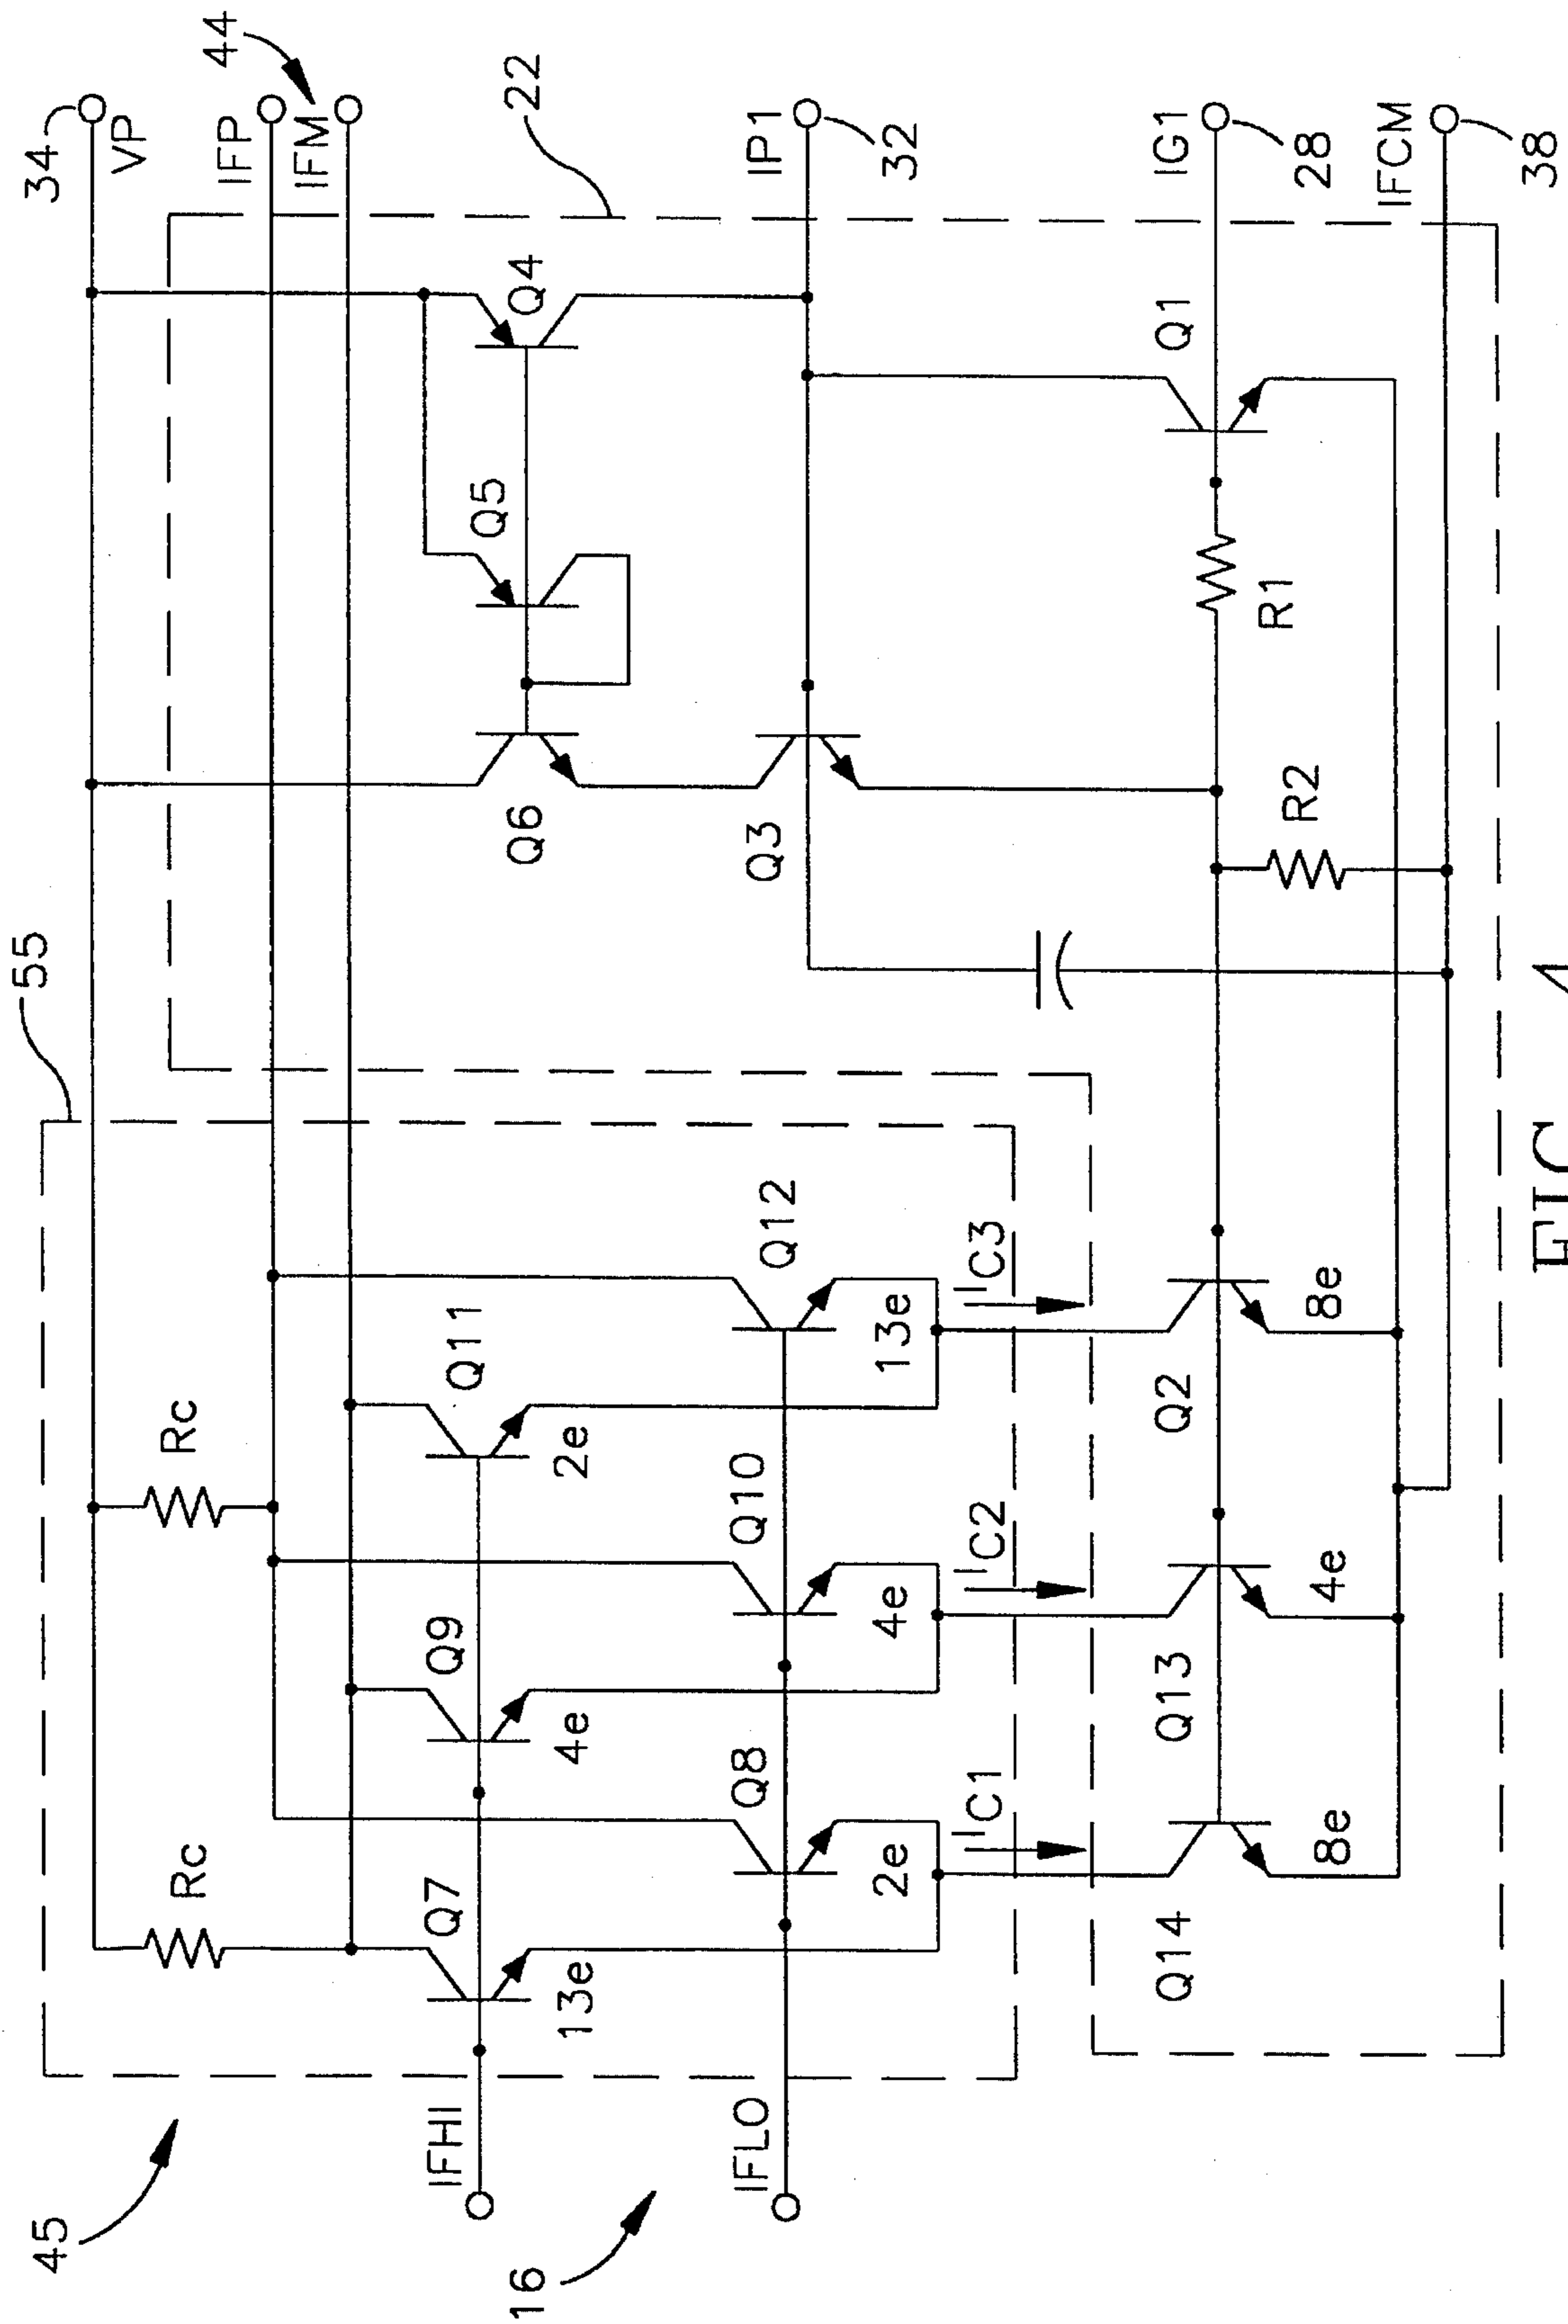 55
34
VP
45
Rc
Rc
IFP
44
IFM
IFHI
Q7
Q9
Q11
Q5
Q4
22
13e
4e
2e
Q6
16
IFLO
Q8
Q10
Q12
Q3
IP1
32
2e
4e
13e
IC1
IC2
IC3
Q14
Q13
Q2
R1
Q1
IG1
28
R2
8e
4e
8e
IFCM
38
FIG. 4